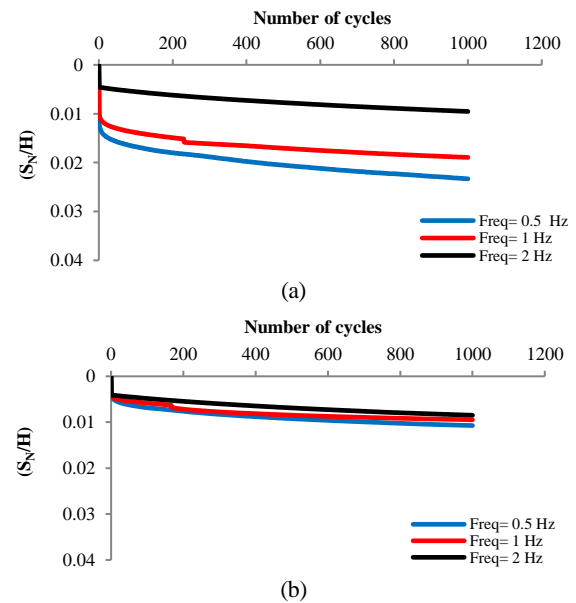 Number of cycles
0 200 400 600 800 1000 1200
0
0.01
0.02
0.03
0.04
(S_N/H)
Freq= 0.5 Hz
Freq= 1 Hz
Freq= 2 Hz
(a)
Number of cycles
0 200 400 600 800 1000 1200
0
0.01
0.02
0.03
0.04
(S_N/H)
Freq= 0.5 Hz
Freq= 1 Hz
Freq= 2 Hz
(b)